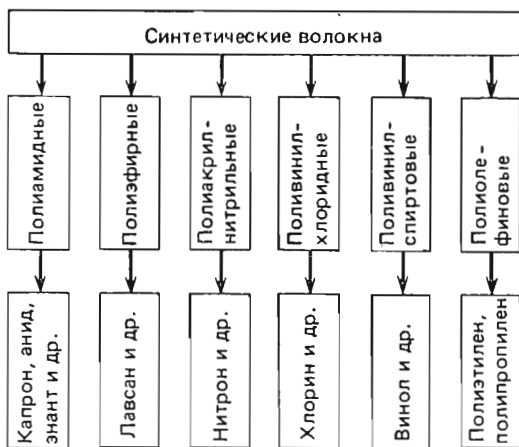 Синтетические волокна
Полиамидные
Полиэфирные
Полиакрил-
нитрильные
Поливинил-
хлоридные
Поливинил-
спиртовые
Полиоле-
финовые
Капрон, анид,
энант и др.
Лавсан и др.
Нитрон и др.
Хлорин и др.
Винол и др.
Полиэтилен,
полипропилен